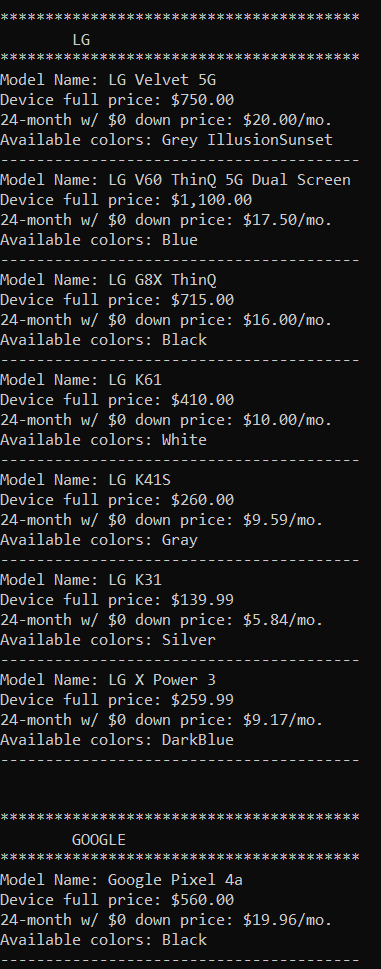 ****************************************
LG
****************************************
Model Name: LG Velvet 5G
Device full price: $750.00
24-month w/ $0 down price: $20.00/mo.
Available colors: Grey IllusionSunset
----------------------------------------
Model Name: LG V60 ThinQ 5G Dual Screen
Device full price: $1,100.00
24-month w/ $0 down price: $17.50/mo.
Available colors: Blue
----------------------------------------
Model Name: LG G8X ThinQ
Device full price: $715.00
24-month w/ $0 down price: $16.00/mo.
Available colors: Black
----------------------------------------
Model Name: LG K61
Device full price: $410.00
24-month w/ $0 down price: $10.00/mo.
Available colors: White
----------------------------------------
Model Name: LG K41S
Device full price: $260.00
24-month w/ $0 down price: $9.59/mo.
Available colors: Gray
----------------------------------------
Model Name: LG K31
Device full price: $139.99
24-month w/ $0 down price: $5.84/mo.
Available colors: Silver
----------------------------------------
Model Name: LG X Power 3
Device full price: $259.99
24-month w/ $0 down price: $9.17/mo.
Available colors: DarkBlue
----------------------------------------
****************************************
GOOGLE
****************************************
Model Name: Google Pixel 4a
Device full price: $560.00
24-month w/ $0 down price: $19.96/mo.
Available colors: Black
----------------------------------------